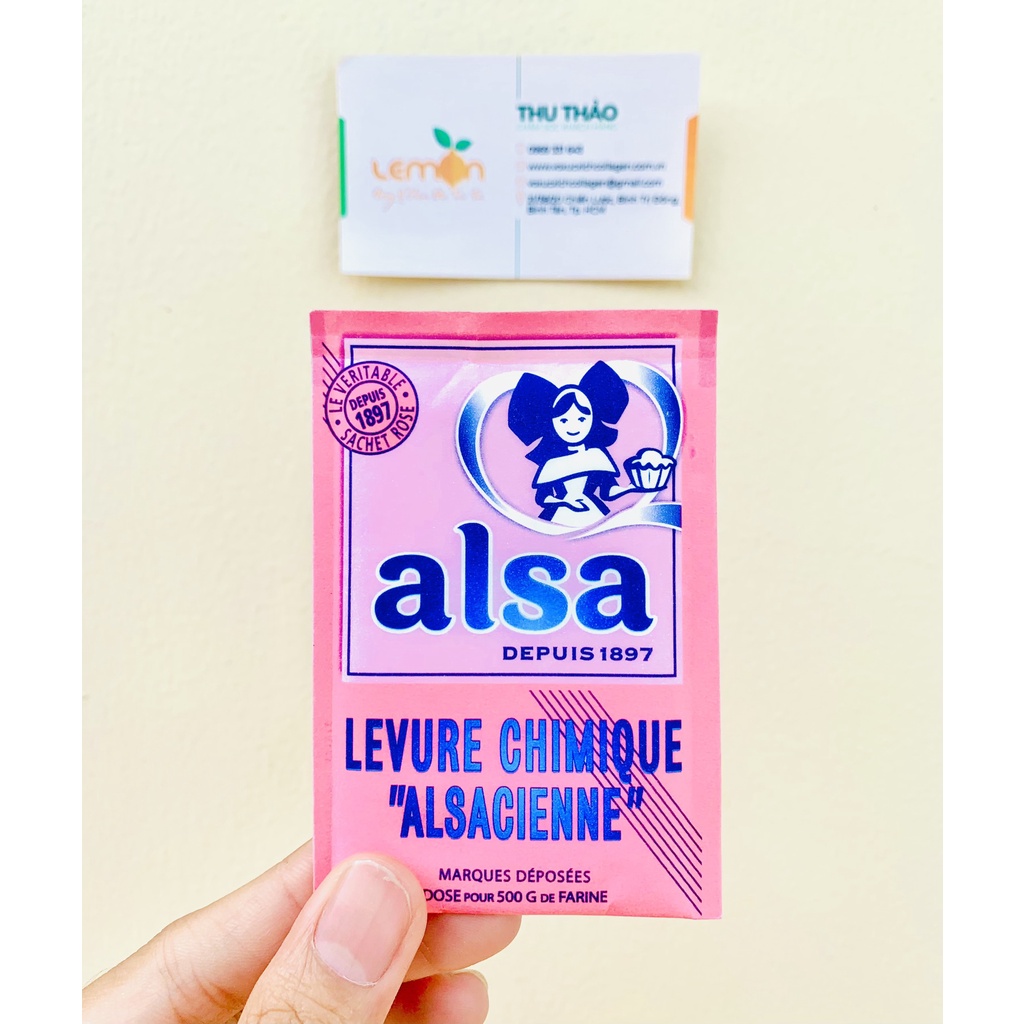 LEMON
THU THẢO
LE VERITABLE
DEPUIS
1897
SACHET ROSE
alsa
DEPUIS 1897
LEVURE CHIMIQUE
"ALSACIENNE"
MARQUES DÉPOSÉES
DOSE POUR 500 G DE FARINE